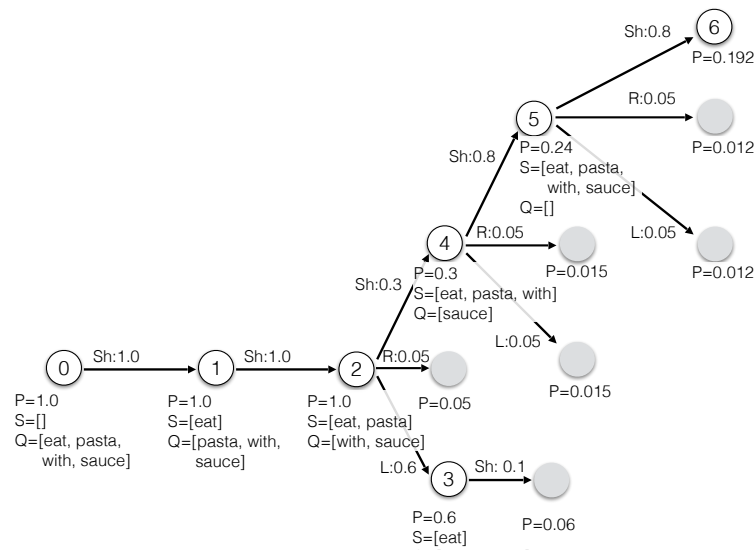 6
Sh:0.8
P=0.192
R:0.05
5
P=0.012
P=0.24
Sh:0.8
S=[eat, pasta,
with, sauce]
Q=[]
L:0.05
4
R:0.05
P=0.012
P=0.015
P=0.3
Sh:0.3
S=[eat, pasta, with]
Q=[sauce]
L:0.05
Sh:1.0
Sh:1.0
R:0.05
0
1
2
P=0.015
P=1.0
S=[]
Q=[eat, pasta,
with, sauce]
P=1.0
S=[eat]
Q=[pasta, with,
sauce]
P=1.0
S=[eat, pasta]
Q=[with, sauce]
P=0.05
L:0.6
Sh: 0.1
3
P=0.6
S=[eat]
P=0.06